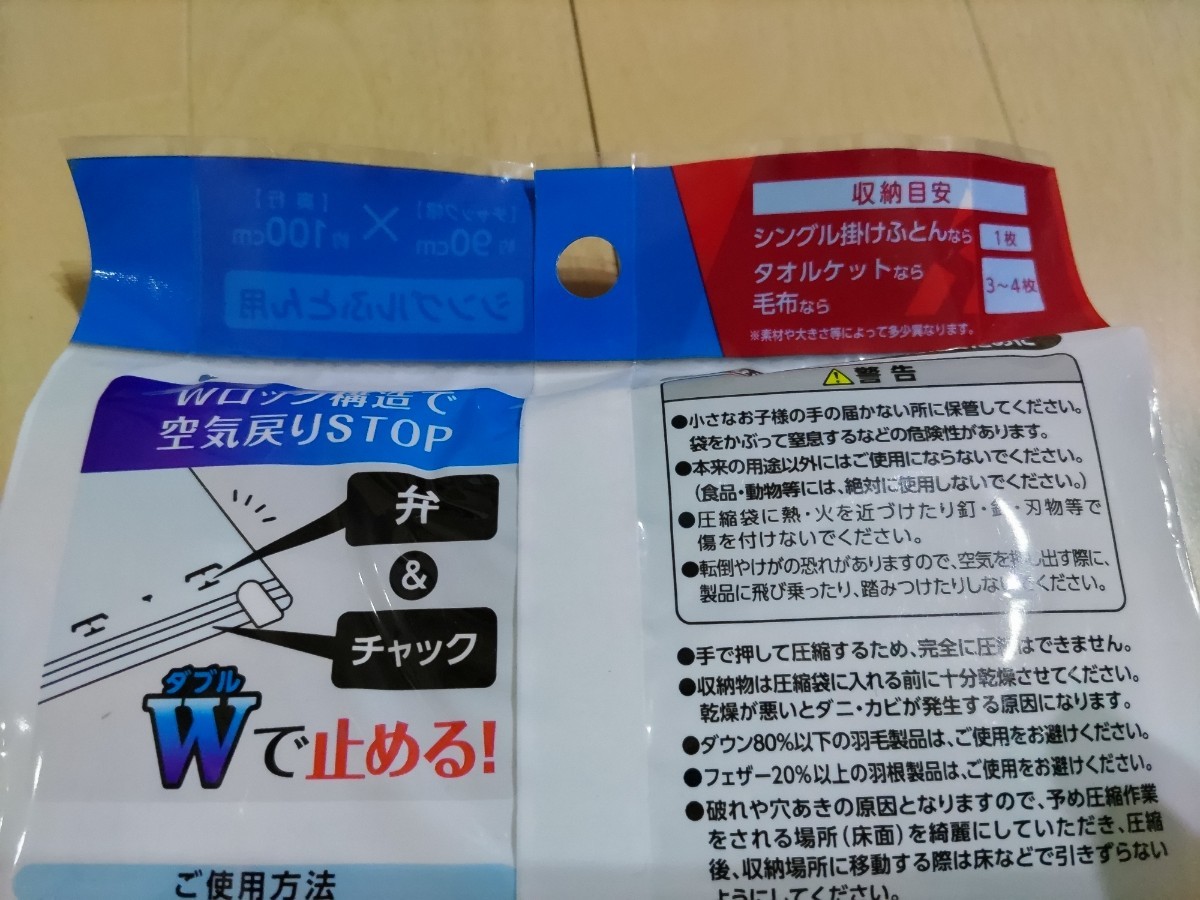 [チャック幅] [奥行]
約90cm × 約100cm
シングルふとん用
収納目安
シングル掛けふとんなら 1枚
タオルケットなら
毛布なら
3〜4枚
※素材や大きさ等によって多少異なります。
Wロック構造で
空気戻りSTOP
弁
&
チャック
ダブル
Wで止める!
ご使用方法
警告
●小さなお子様の手の届かない所に保管してください。
袋をかぶって窒息するなどの危険性があります。
●本来の用途以外にはご使用にならないでください。
(食品・動物等には、絶対に使用しないでください。)
●圧縮袋に熱・火を近づけたり釘・針・刃物等で
傷を付けないでください。
●転倒やけがの恐れがありますので、空気を押し出す際に、
製品に飛び乗ったり、踏みつけたりしないでください。
●手で押して圧縮するため、完全に圧縮はできません。
●収納物は圧縮袋に入れる前に十分乾燥させてください。
乾燥が悪いとダニ・カビが発生する原因になります。
●ダウン80%以下の羽毛製品は、ご使用をお避けください。
●フェザー20%以上の羽根製品は、ご使用をお避けください。
●破れや穴あきの原因となりますので、予め圧縮作業
をされる場所(床面)を綺麗にしていただき、圧縮
後、収納場所に移動する際は床などで引きずらない
ようにしてください。